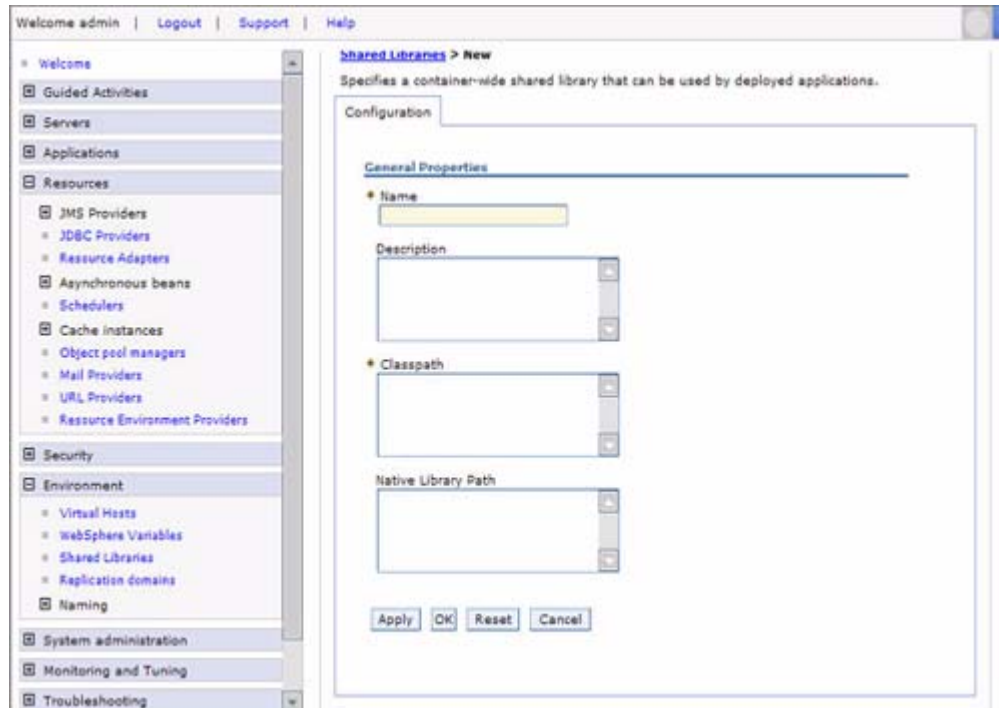 Welcome admin | Logout | Support | Help
Welcome
Guided Activities
Servers
Applications
Resources
JMS Providers
JDBC Providers
Resource Adapters
Asynchronous beans
Schedulers
Cache instances
Object pool managers
Mail Providers
URL Providers
Resource Environment Providers
Security
Environment
Virtual Hosts
WebSphere Variables
Shared Libraries
Replication domains
Naming
System administration
Monitoring and Tuning
Troubleshooting
Shared Libraries > New
Specifies a container-wide shared library that can be used by deployed applications.
Configuration
General Properties
Name
Description
Classpath
Native Library Path
Apply OK Reset Cancel